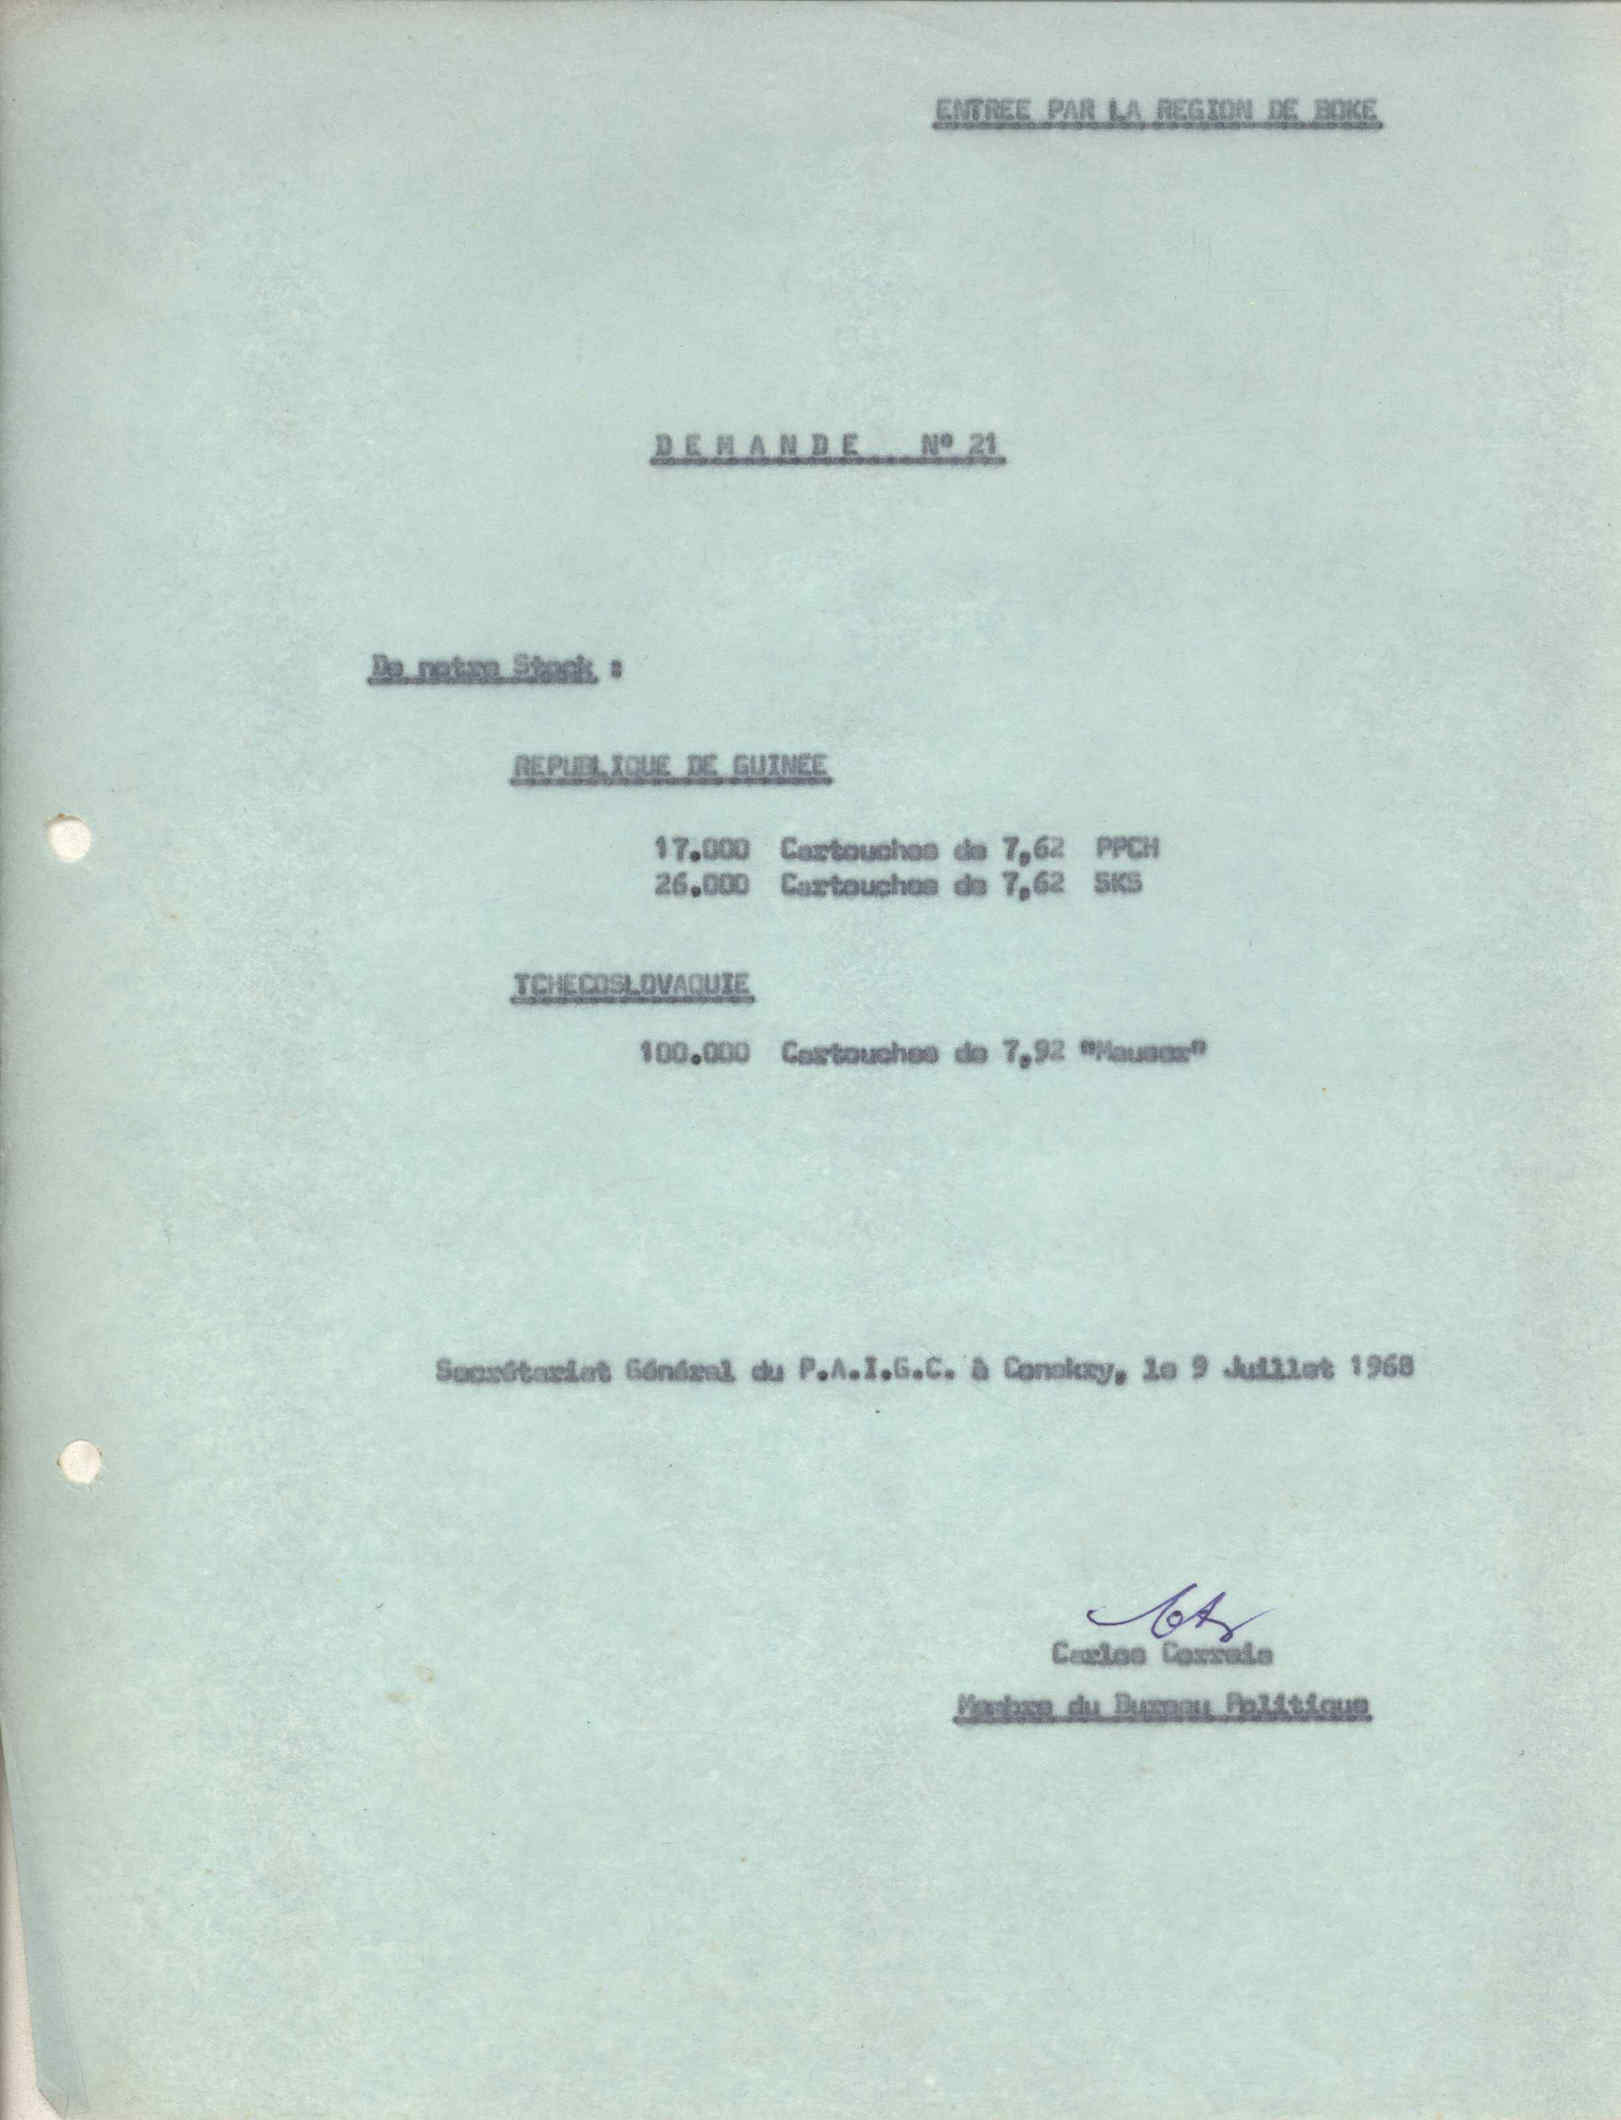 ENTREE PAR LA REGION DE BOKE
DEMANDE Nº 21
De notre Stock :
REPUBLIQUE DE GUINEE
17.000 Cartouches de 7,62 PPCH
26.000 Cartouches de 7,62 SKS
TCHECOSLOVAQUIE
100.000 Cartouches de 7,92 "Mauser"
Secrétariat Général du P.A.I.G.C. à Conakry, le 9 Juillet 1968
Carlos Correia
Membre du Bureau Politique